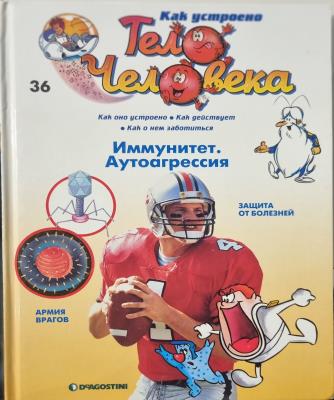 Как устроено
Тело
Человека
36
Как оно устроено • Как действует
• Как о нем заботиться
Иммунитет.
Аутоагрессия
ЗАЩИТА
ОТ БОЛЕЗНЕЙ
4
АРМИЯ
ВРАГОВ
DEAGOSTINI